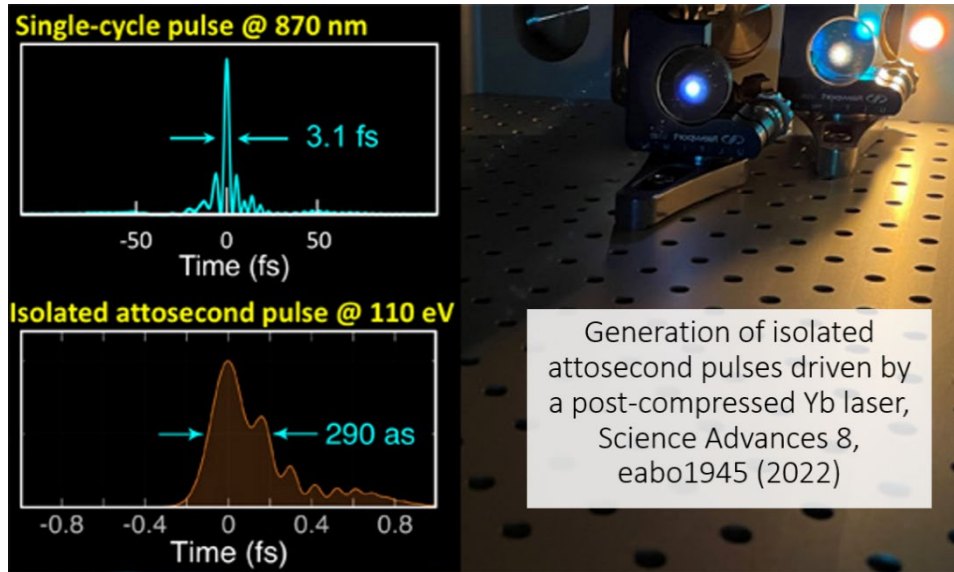 Single-cycle pulse @ 870 nm
3.1 fs
-50 0 50
Time (fs)
Isolated attosecond pulse @ 110 eV
290 as
-0.8 -0.4 0 0.4 0.8
Time (fs)
Newport
Newport
Generation of isolated
attosecond pulses driven by
a post-compressed Yb laser,
Science Advances 8,
eabo1945 (2022)